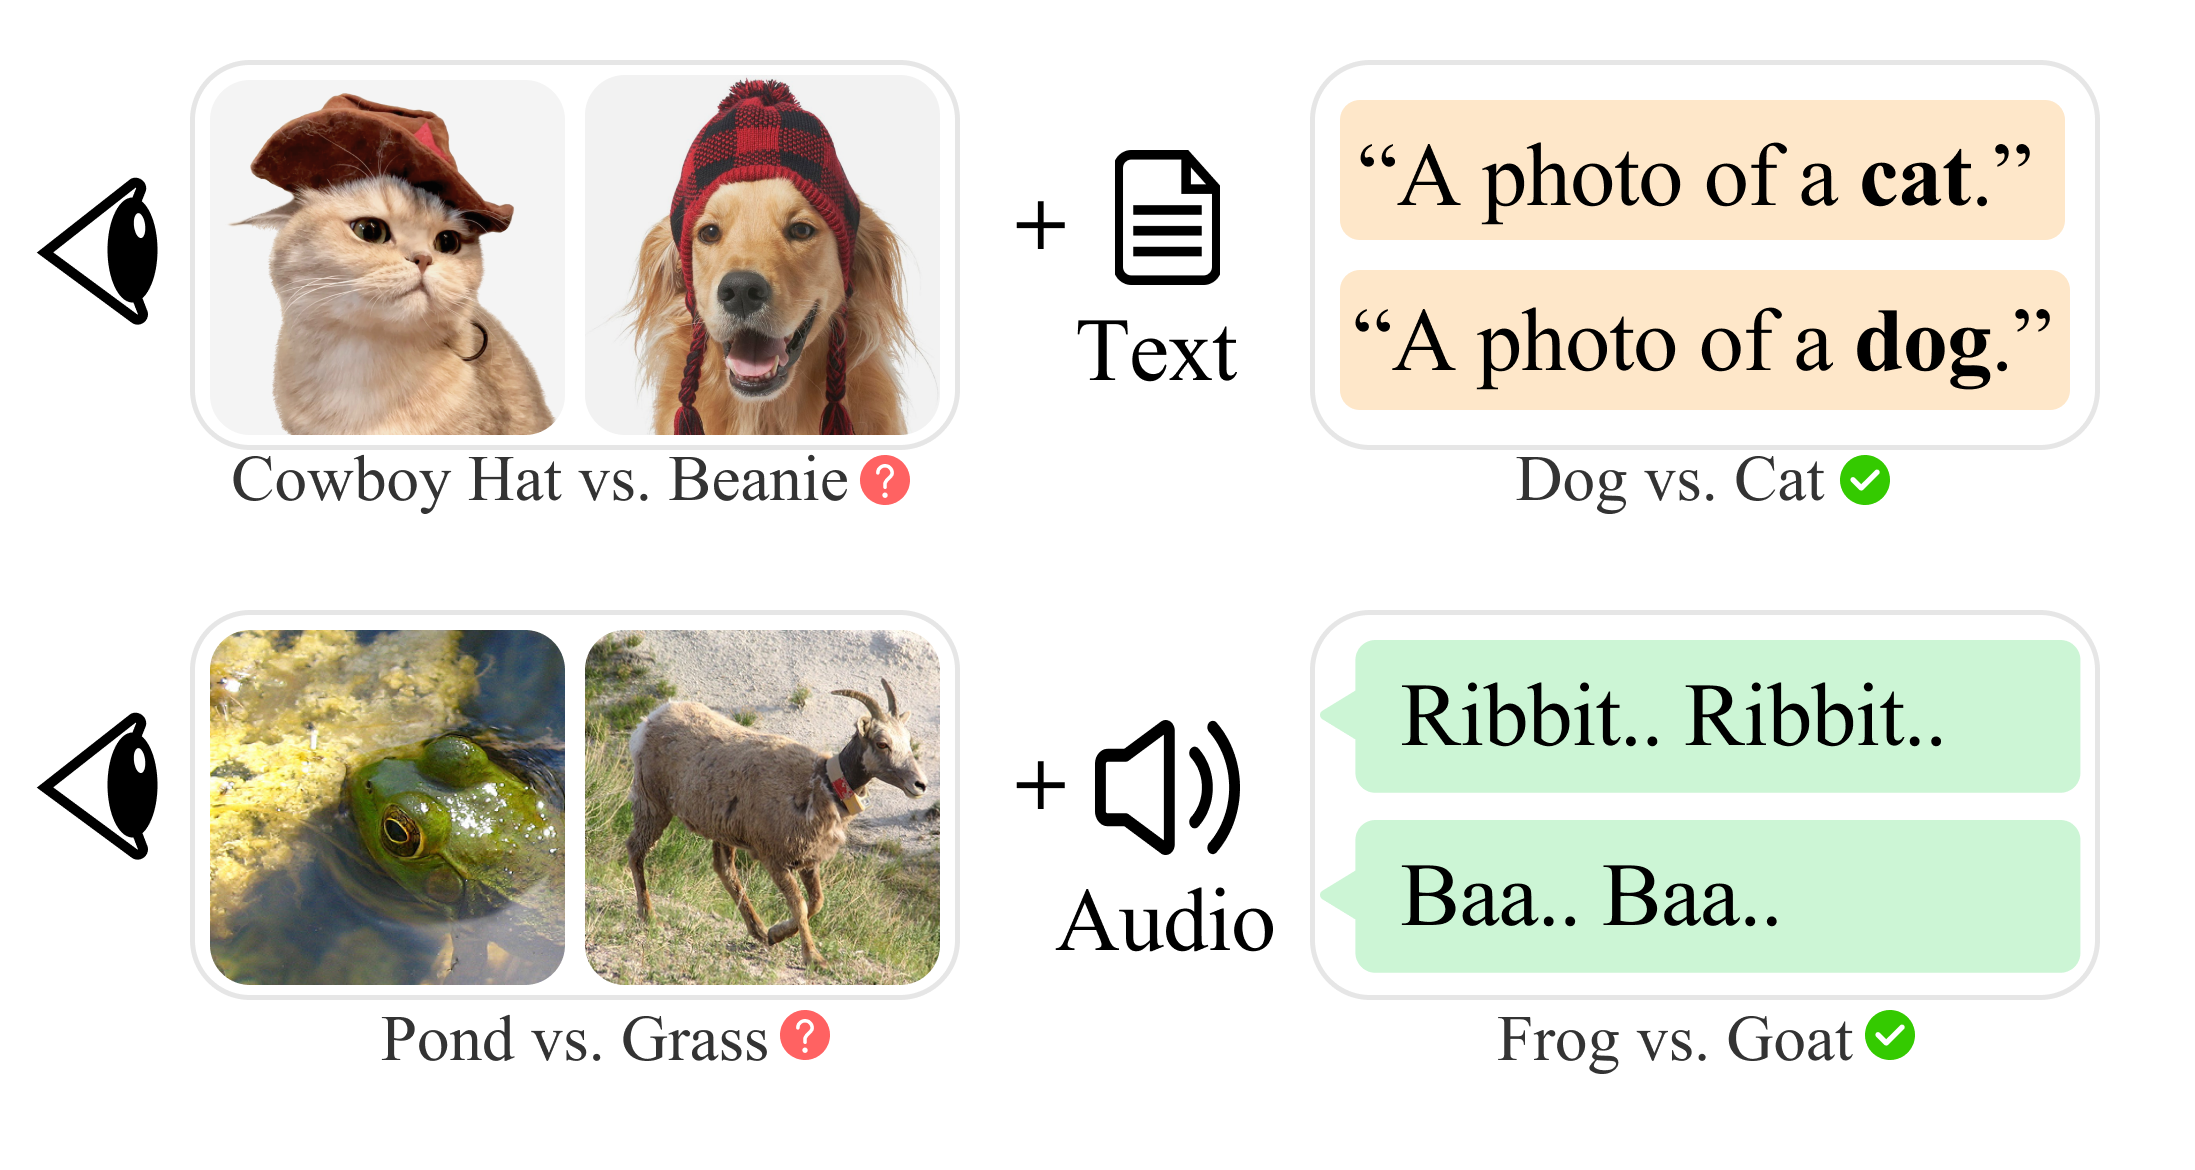 “A photo of a cat.”
+
Text
“A photo of a dog.”
Cowboy Hat vs. Beanie ?
Dog vs. Cat
Ribbit.. Ribbit..
+
Audio
Baa.. Baa..
Pond vs. Grass ?
Frog vs. Goat